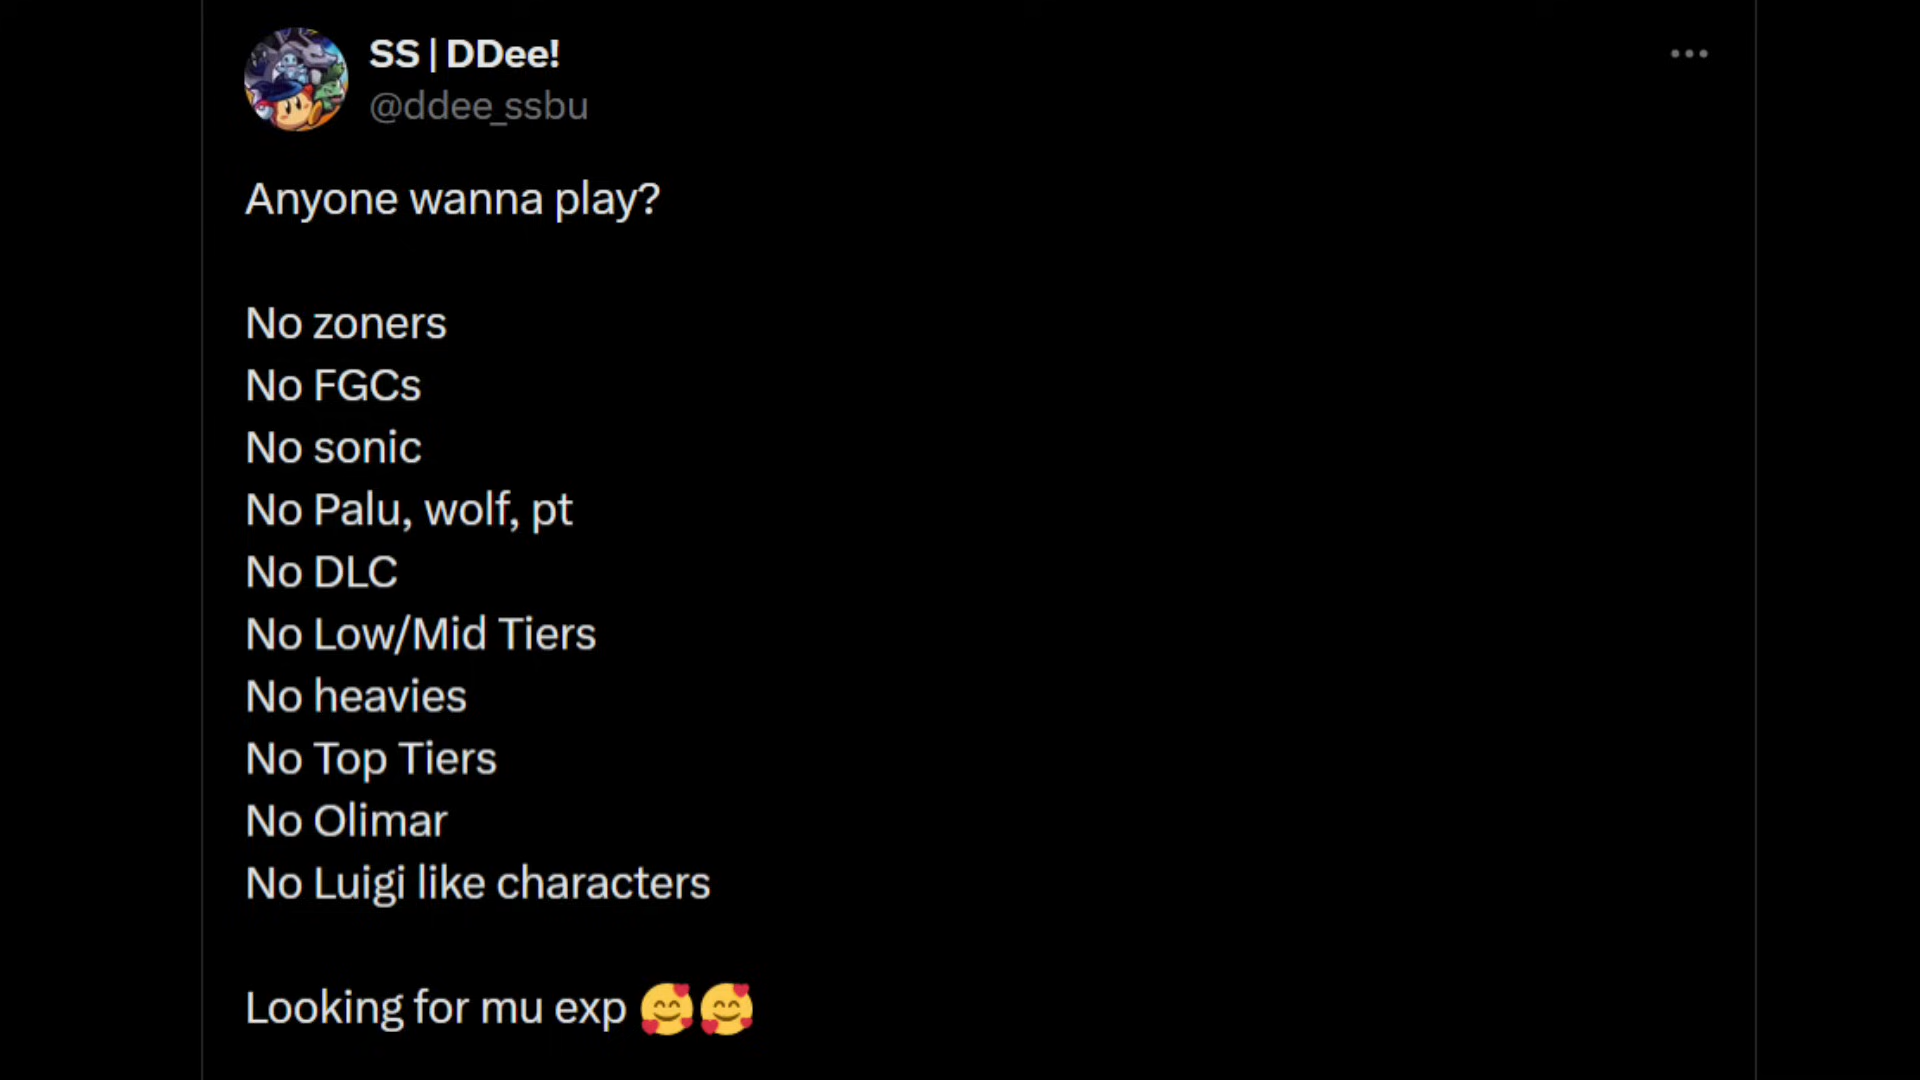 SS | DDee!
@ddee_ssbu
Anyone wanna play?
No zoners
No FGCs
No sonic
No Palu, wolf, pt
No DLC
No Low/Mid Tiers
No heavies
No Top Tiers
No Olimar
No Luigi like characters
Looking for mu exp 🥰🥰